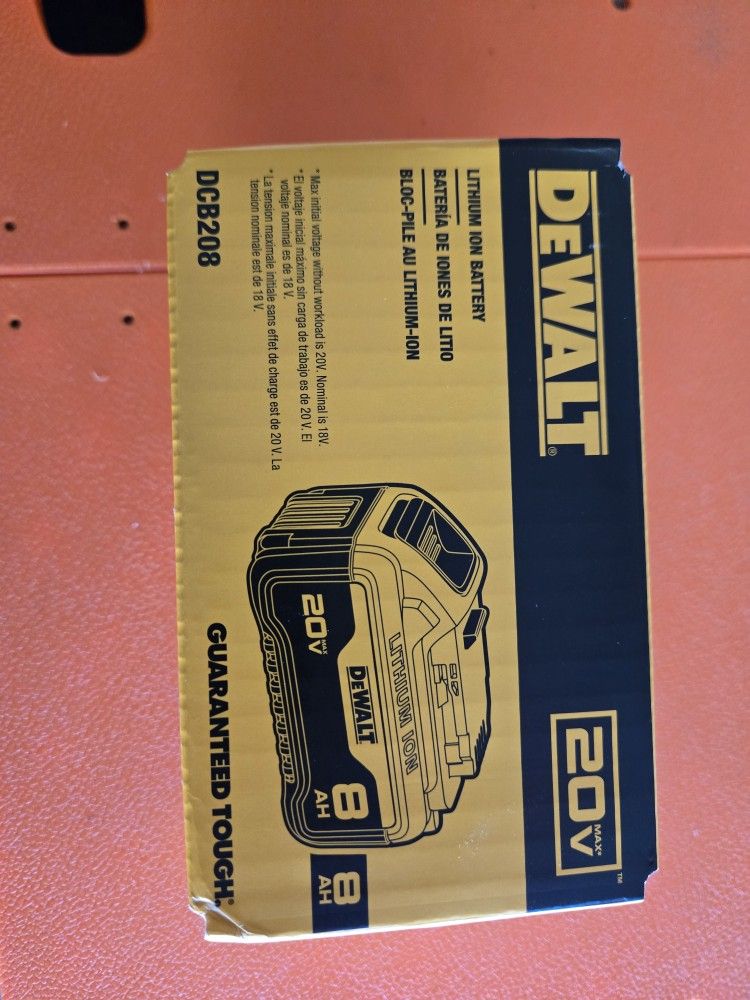 DEWALT®
20V MAX* ™
LITHIUM ION BATTERY
BATERÍA DE IONES DE LITIO
BLOC-PILE AU LITHIUM-ION
* Max initial voltage without workload is 20V. Nominal is 18V.
* El voltaje inicial máximo sin carga de trabajo es de 20 V. El
voltaje nominal es de 18 V.
* La tension maximale initiale sans effet de charge est de 20 V. La
tension nominale est de 18 V.
LITHIUM ION
DEWALT
20V MAX
8
AH
8
AH
DCB208
GUARANTEED TOUGH®